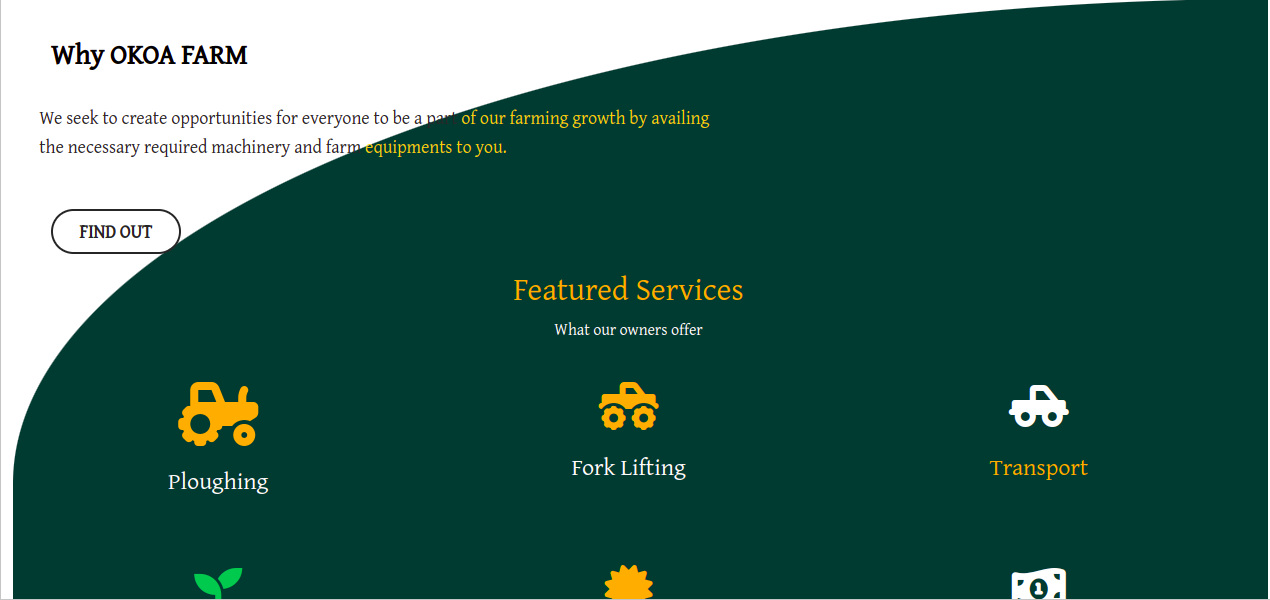 Why OKOA FARM
We seek to create opportunities for everyone to be a part of our farming growth by availing
the necessary required machinery and farm equipments to you.
FIND OUT
Featured Services
What our owners offer
Ploughing
Fork Lifting
Transport
1